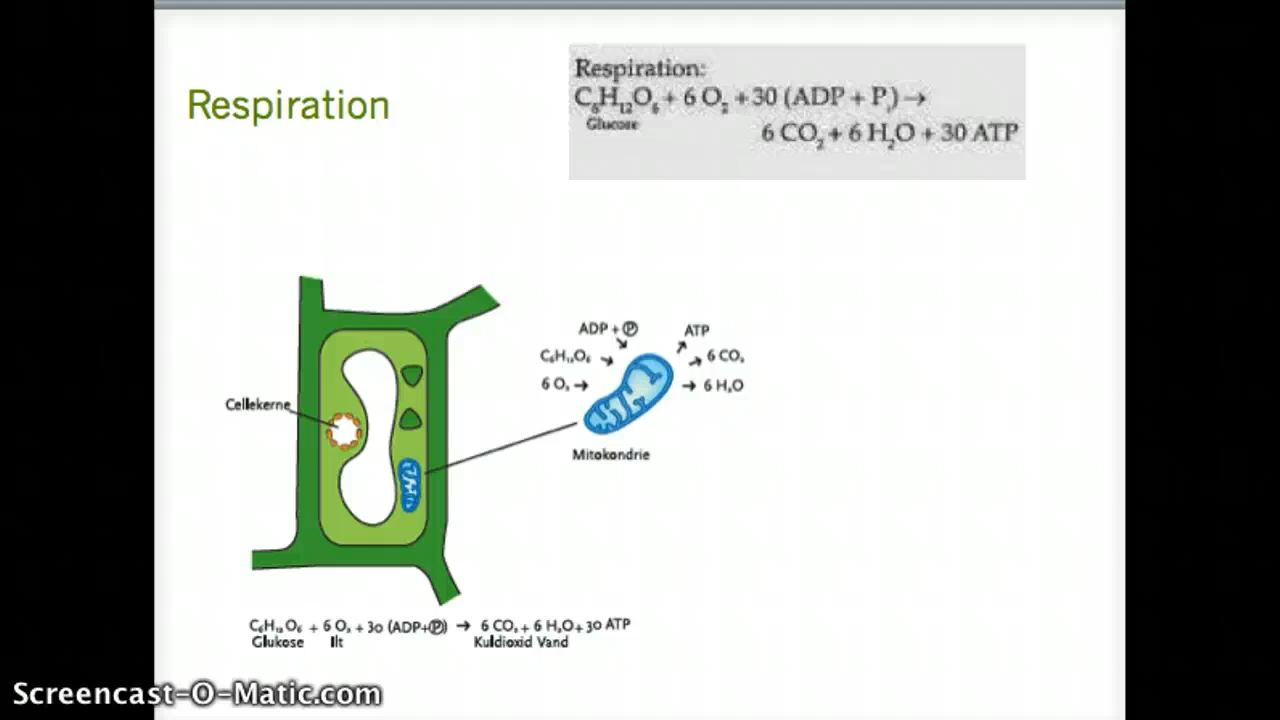 Respiration
Respiration:
C₆H₁₂O₆ + 6 O₂ + 30 (ADP + Pᵢ) →
Glucose
6 CO₂ + 6 H₂O + 30 ATP
ADP + Ⓟ
ATP
C₆H₁₂O₆
6 CO₂
6 O₂ →
→ 6 H₂O
Cellekerne
Mitokondrie
C₆H₁₂O₆ + 6 O₂ + 30 (ADP+Ⓟ) → 6 CO₂ + 6 H₂O + 30 ATP
Glukose Ilt Kuldioxid Vand
Screencast-O-Matic.com